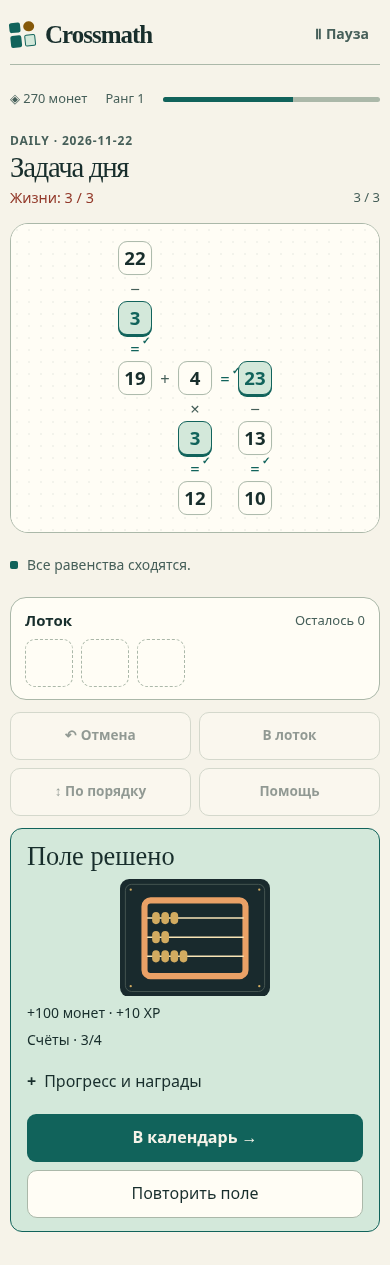 Crossmath
Ⅱ Пауза
◈ 270 монет Ранг 1
DAILY · 2026-11-22
Задача дня
Жизни: 3 / 3
3 / 3
22
−
3
= ✓
19 + 4 = ✓ 23
× −
3 13
= ✓ = ✓
12 10
Все равенства сходятся.
Лоток
Осталось 0
↶ Отмена
В лоток
↕ По порядку
Помощь
Поле решено
+100 монет · +10 XP
Счёты · 3/4
+ Прогресс и награды
В календарь →
Повторить поле